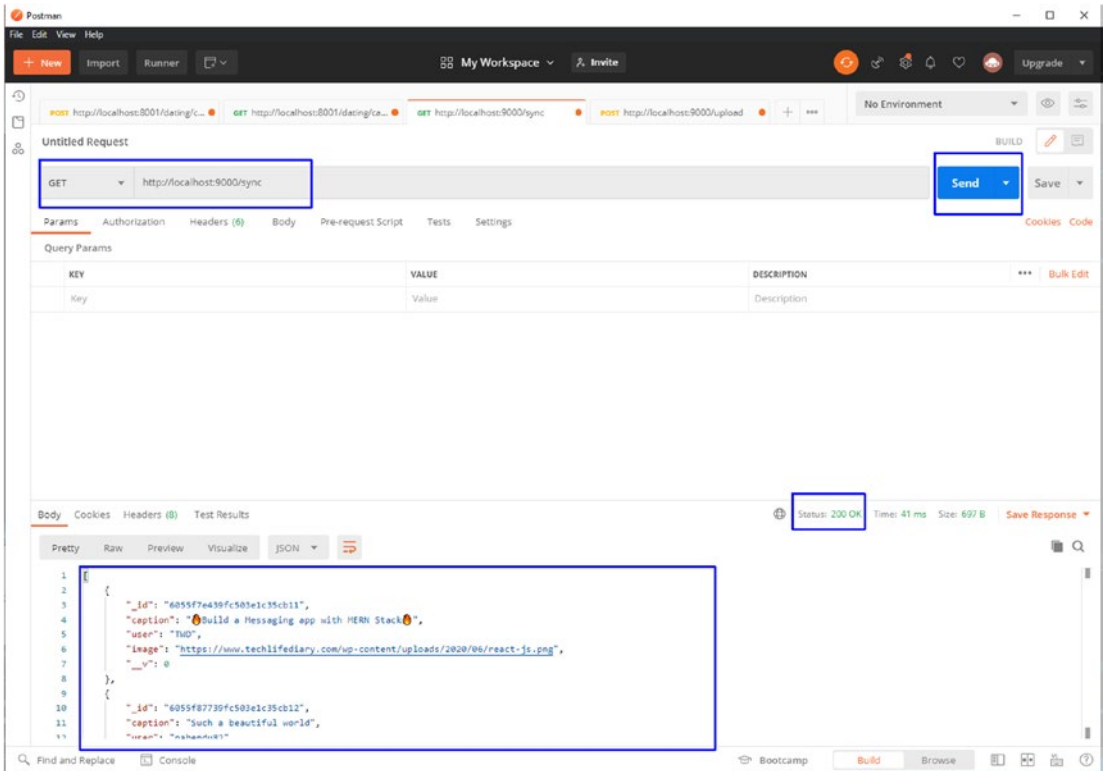 Postman
File Edit View Help
+ New Import Runner My Workspace Invite Upgrade
POST http://localhost:8001/dating/c... GET http://localhost:8001/dating/ca... GET http://localhost:9000/sync POST http://localhost:9000/upload + ••• No Environment
Untitled Request BUILD
GET http://localhost:9000/sync Send Save
Params Authorization Headers (6) Body Pre-request Script Tests Settings Cookies Code
Query Params
KEY VALUE DESCRIPTION ••• Bulk Edit
Key Value Description
Body Cookies Headers (8) Test Results Status: 200 OK Time: 41 ms Size: 697 B Save Response
Pretty Raw Preview Visualize JSON
1 [
2 {
3 "_id": "6055f7e439fc503e1c35cb11",
4 "caption": "🔥Build a Messaging app with MERN Stack🔥",
5 "user": "TWD",
6 "image": "https://www.techlifediary.com/wp-content/uploads/2020/06/react-js.png",
7 "__v": 0
8 },
9 {
10 "_id": "6055f87739fc503e1c35cb12",
11 "caption": "Such a beautiful world",
12 "user": "nabendu82"
Find and Replace Console Bootcamp Build Browse